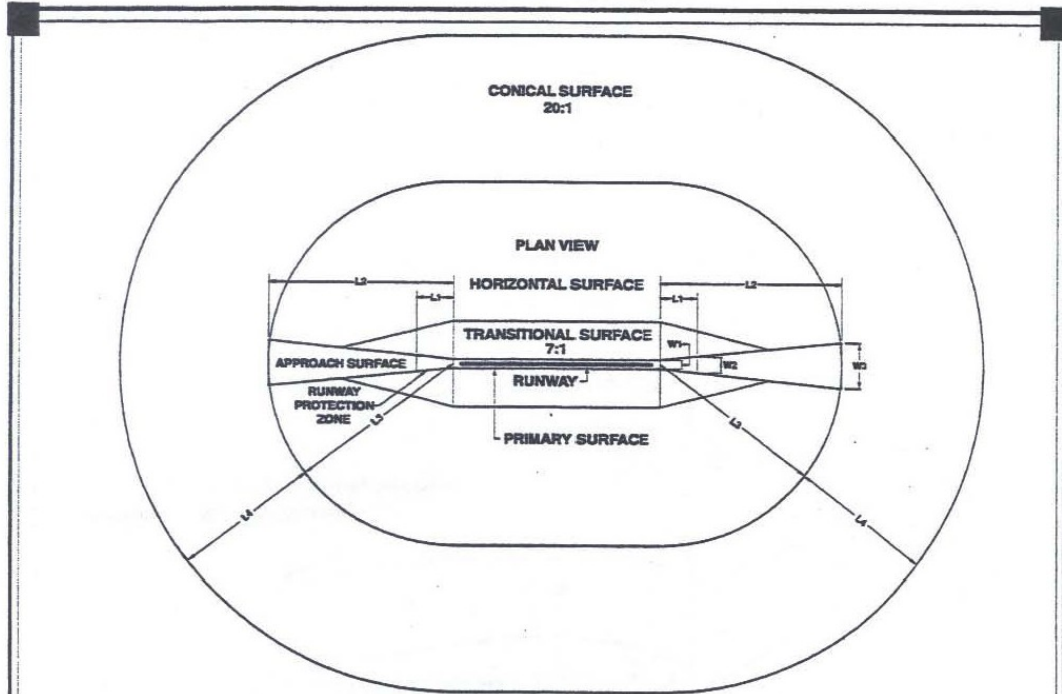 CONICAL SURFACE
20:1
PLAN VIEW
L2
HORIZONTAL SURFACE
L2
L1
L1
TRANSITIONAL SURFACE
7:1
W1
APPROACH SURFACE
W2
W3
RUNWAY
RUNWAY
PROTECTION
ZONE
L3
L3
PRIMARY SURFACE
L4
L4